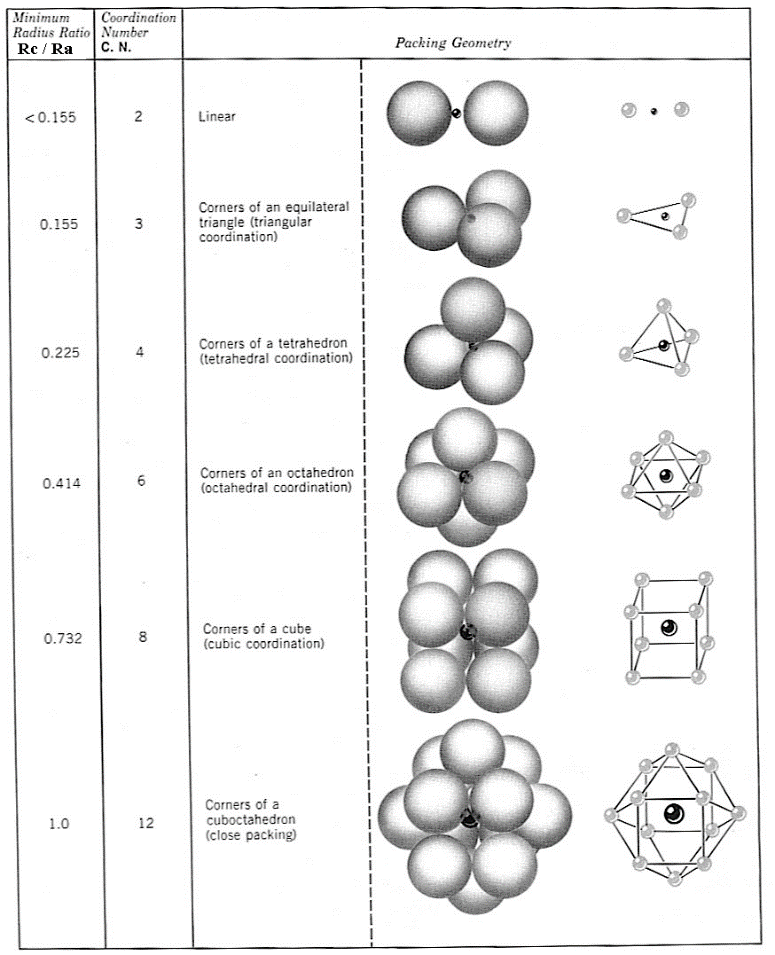 Minimum
Radius Ratio
Rc / Ra
Coordination
Number
C. N.
Packing Geometry
< 0.155
2
Linear
0.155
3
Corners of an equilateral
triangle (triangular
coordination)
0.225
4
Corners of a tetrahedron
(tetrahedral coordination)
0.414
6
Corners of an octahedron
(octahedral coordination)
0.732
8
Corners of a cube
(cubic coordination)
1.0
12
Corners of a
cuboctahedron
(close packing)